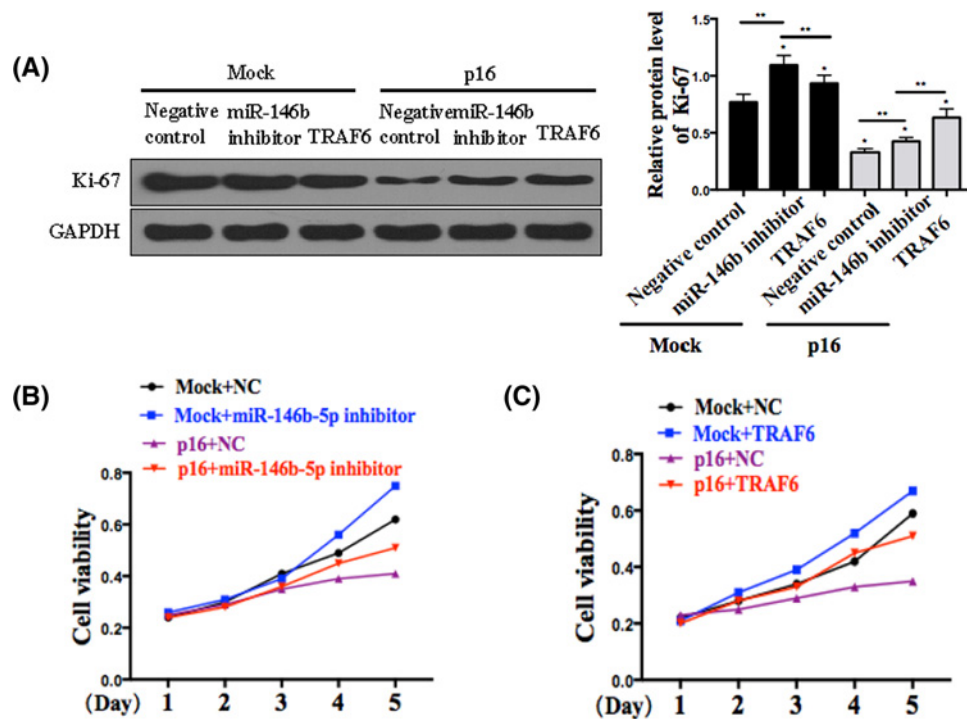 (A)
Mock
p16
Negative miR-146b Negative miR-146b
control inhibitor TRAF6 control inhibitor TRAF6
Ki-67
GAPDH
Relative protein level
of Ki-67
1.5
1.0
0.5
0.0
** ** ** **
* * * * *
Negative control
miR-146b inhibitor
TRAF6
Negative control
miR-146b inhibitor
TRAF6
Mock
p16
(B)
Mock+NC
Mock+miR-146b-5p inhibitor
p16+NC
p16+miR-146b-5p inhibitor
Cell viability
0.8
0.6
0.4
0.2
0.0
(Day) 1 2 3 4 5
(C)
Mock+NC
Mock+TRAF6
p16+NC
p16+TRAF6
Cell viability
0.8
0.6
0.4
0.2
0.0
(Day) 1 2 3 4 5